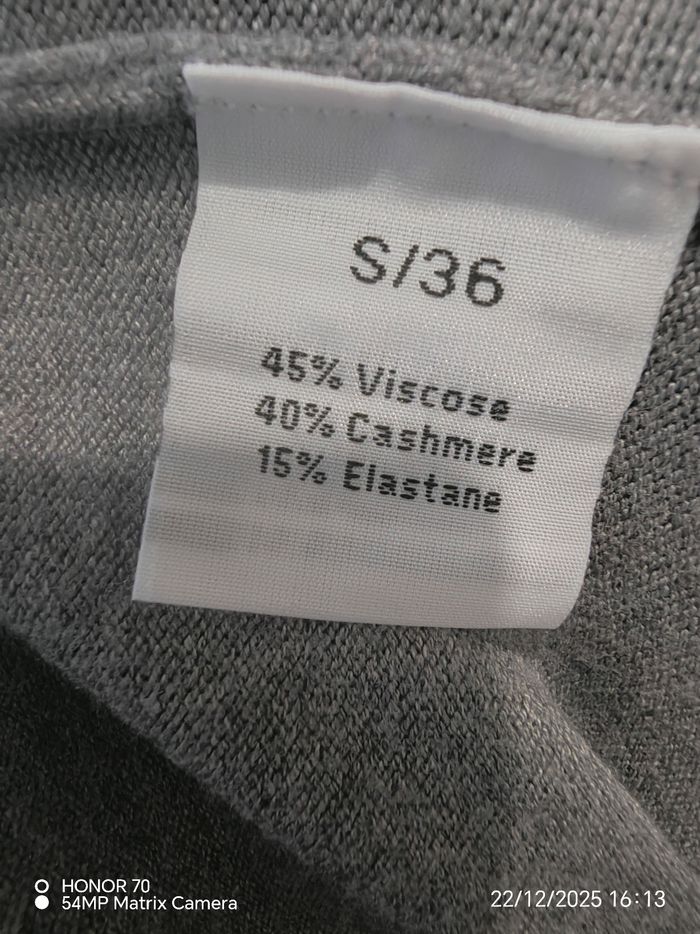 S/36
45% Viscose
40% Cashmere
15% Elastane
HONOR 70
54MP Matrix Camera
22/12/2025 16:13